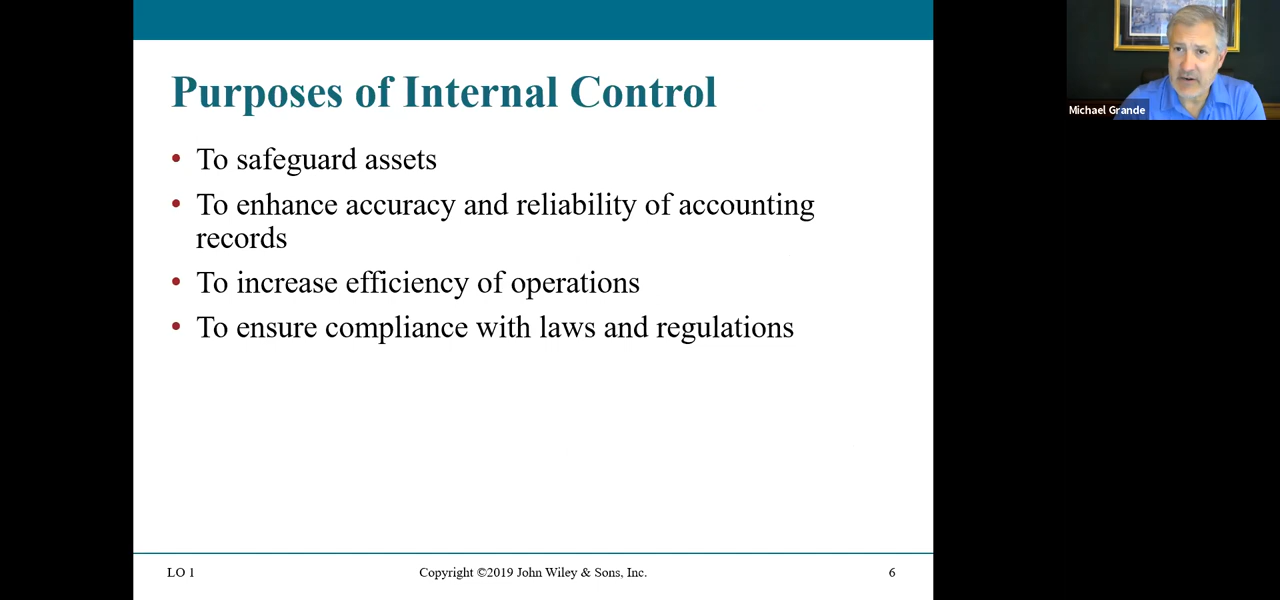 Purposes of Internal Control
Michael Grande
• To safeguard assets
• To enhance accuracy and reliability of accounting
records
• To increase efficiency of operations
• To ensure compliance with laws and regulations
LO 1
Copyright ©2019 John Wiley & Sons, Inc.
6